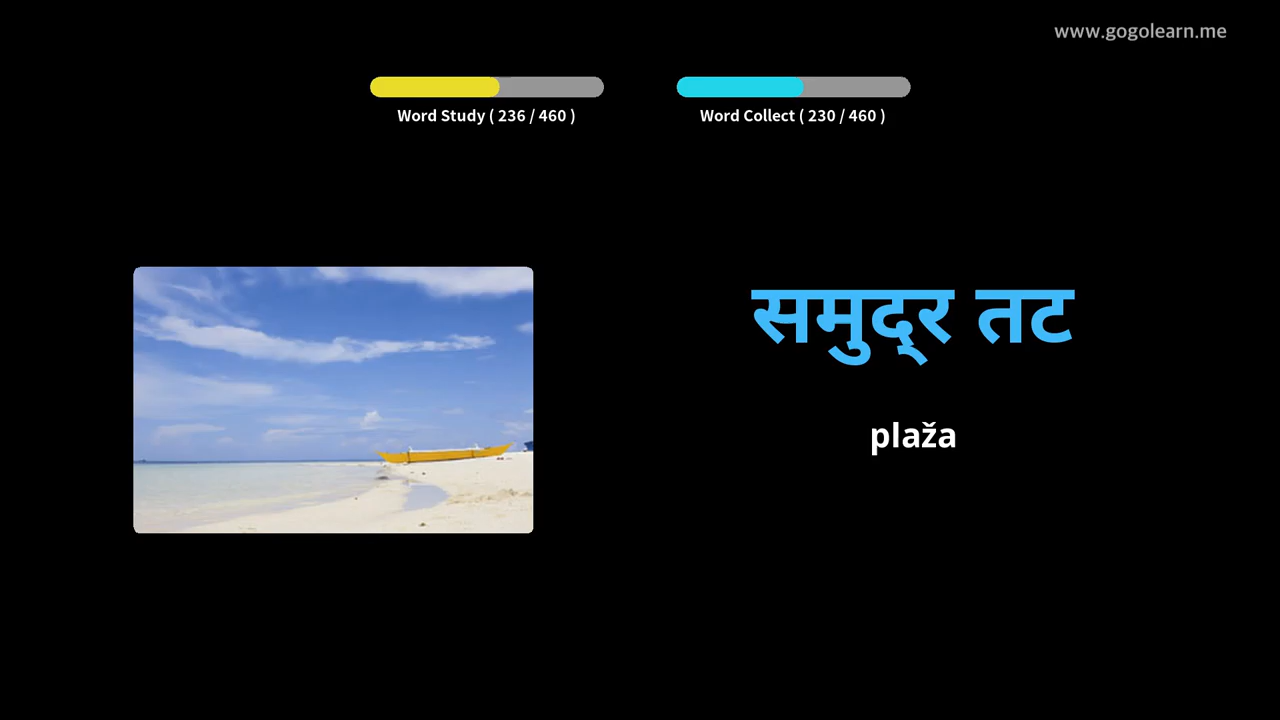 www.gogolearn.me
Word Study ( 236 / 460 )
Word Collect ( 230 / 460 )
समुद्र तट
plaža